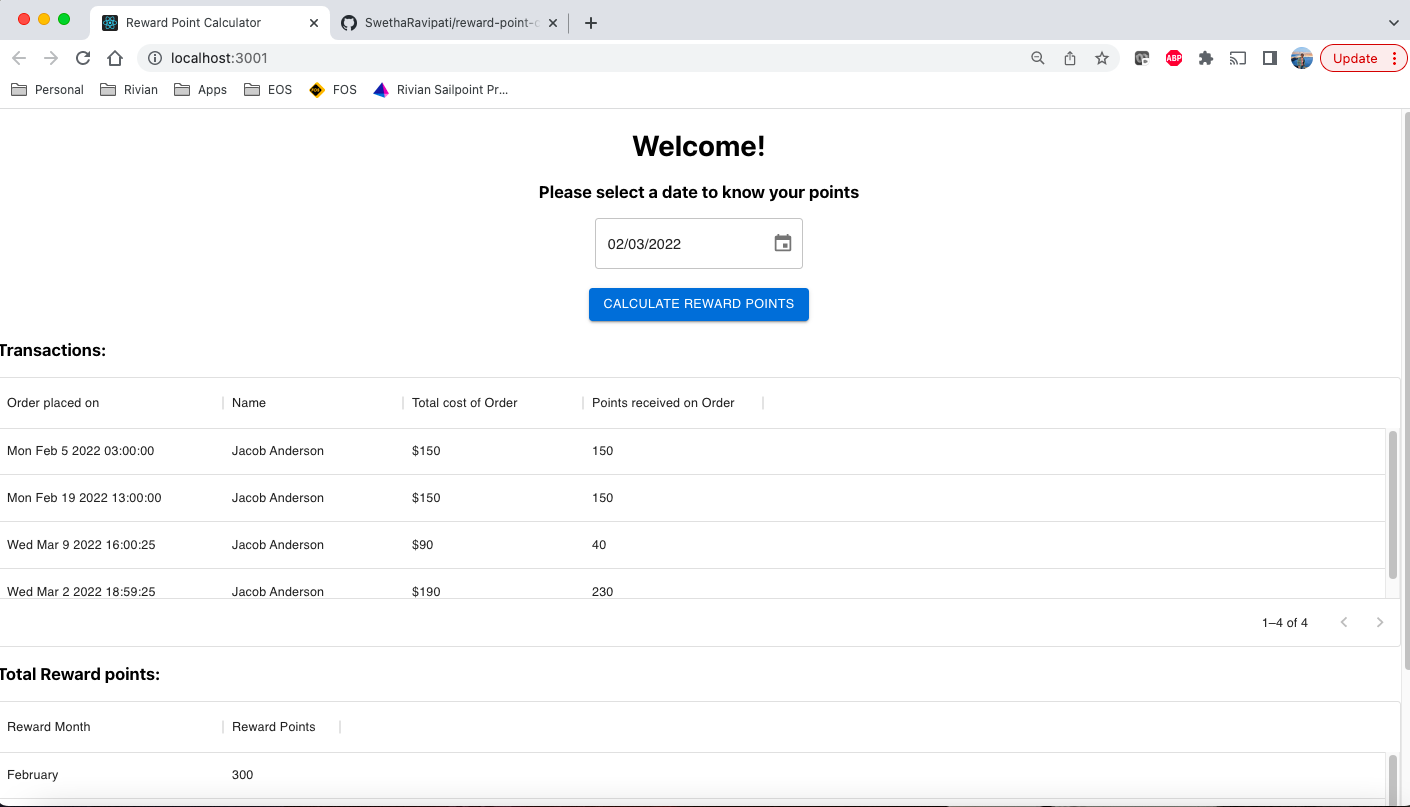 Reward Point Calculator
SwethaRavipati/reward-point-c
localhost:3001
ABP
Update
Personal
Rivian
Apps
EOS
FOS
FOS
Rivian Sailpoint Pr...
Welcome!
Please select a date to know your points
02/03/2022
CALCULATE REWARD POINTS
Transactions:
Order placed on Name Total cost of Order Points received on Order
Mon Feb 5 2022 03:00:00 Jacob Anderson $150 150
Mon Feb 19 2022 13:00:00 Jacob Anderson $150 150
Wed Mar 9 2022 16:00:25 Jacob Anderson $90 40
Wed Mar 2 2022 18:59:25 Jacob Anderson $190 230
1–4 of 4
Total Reward points:
Reward Month Reward Points
February 300